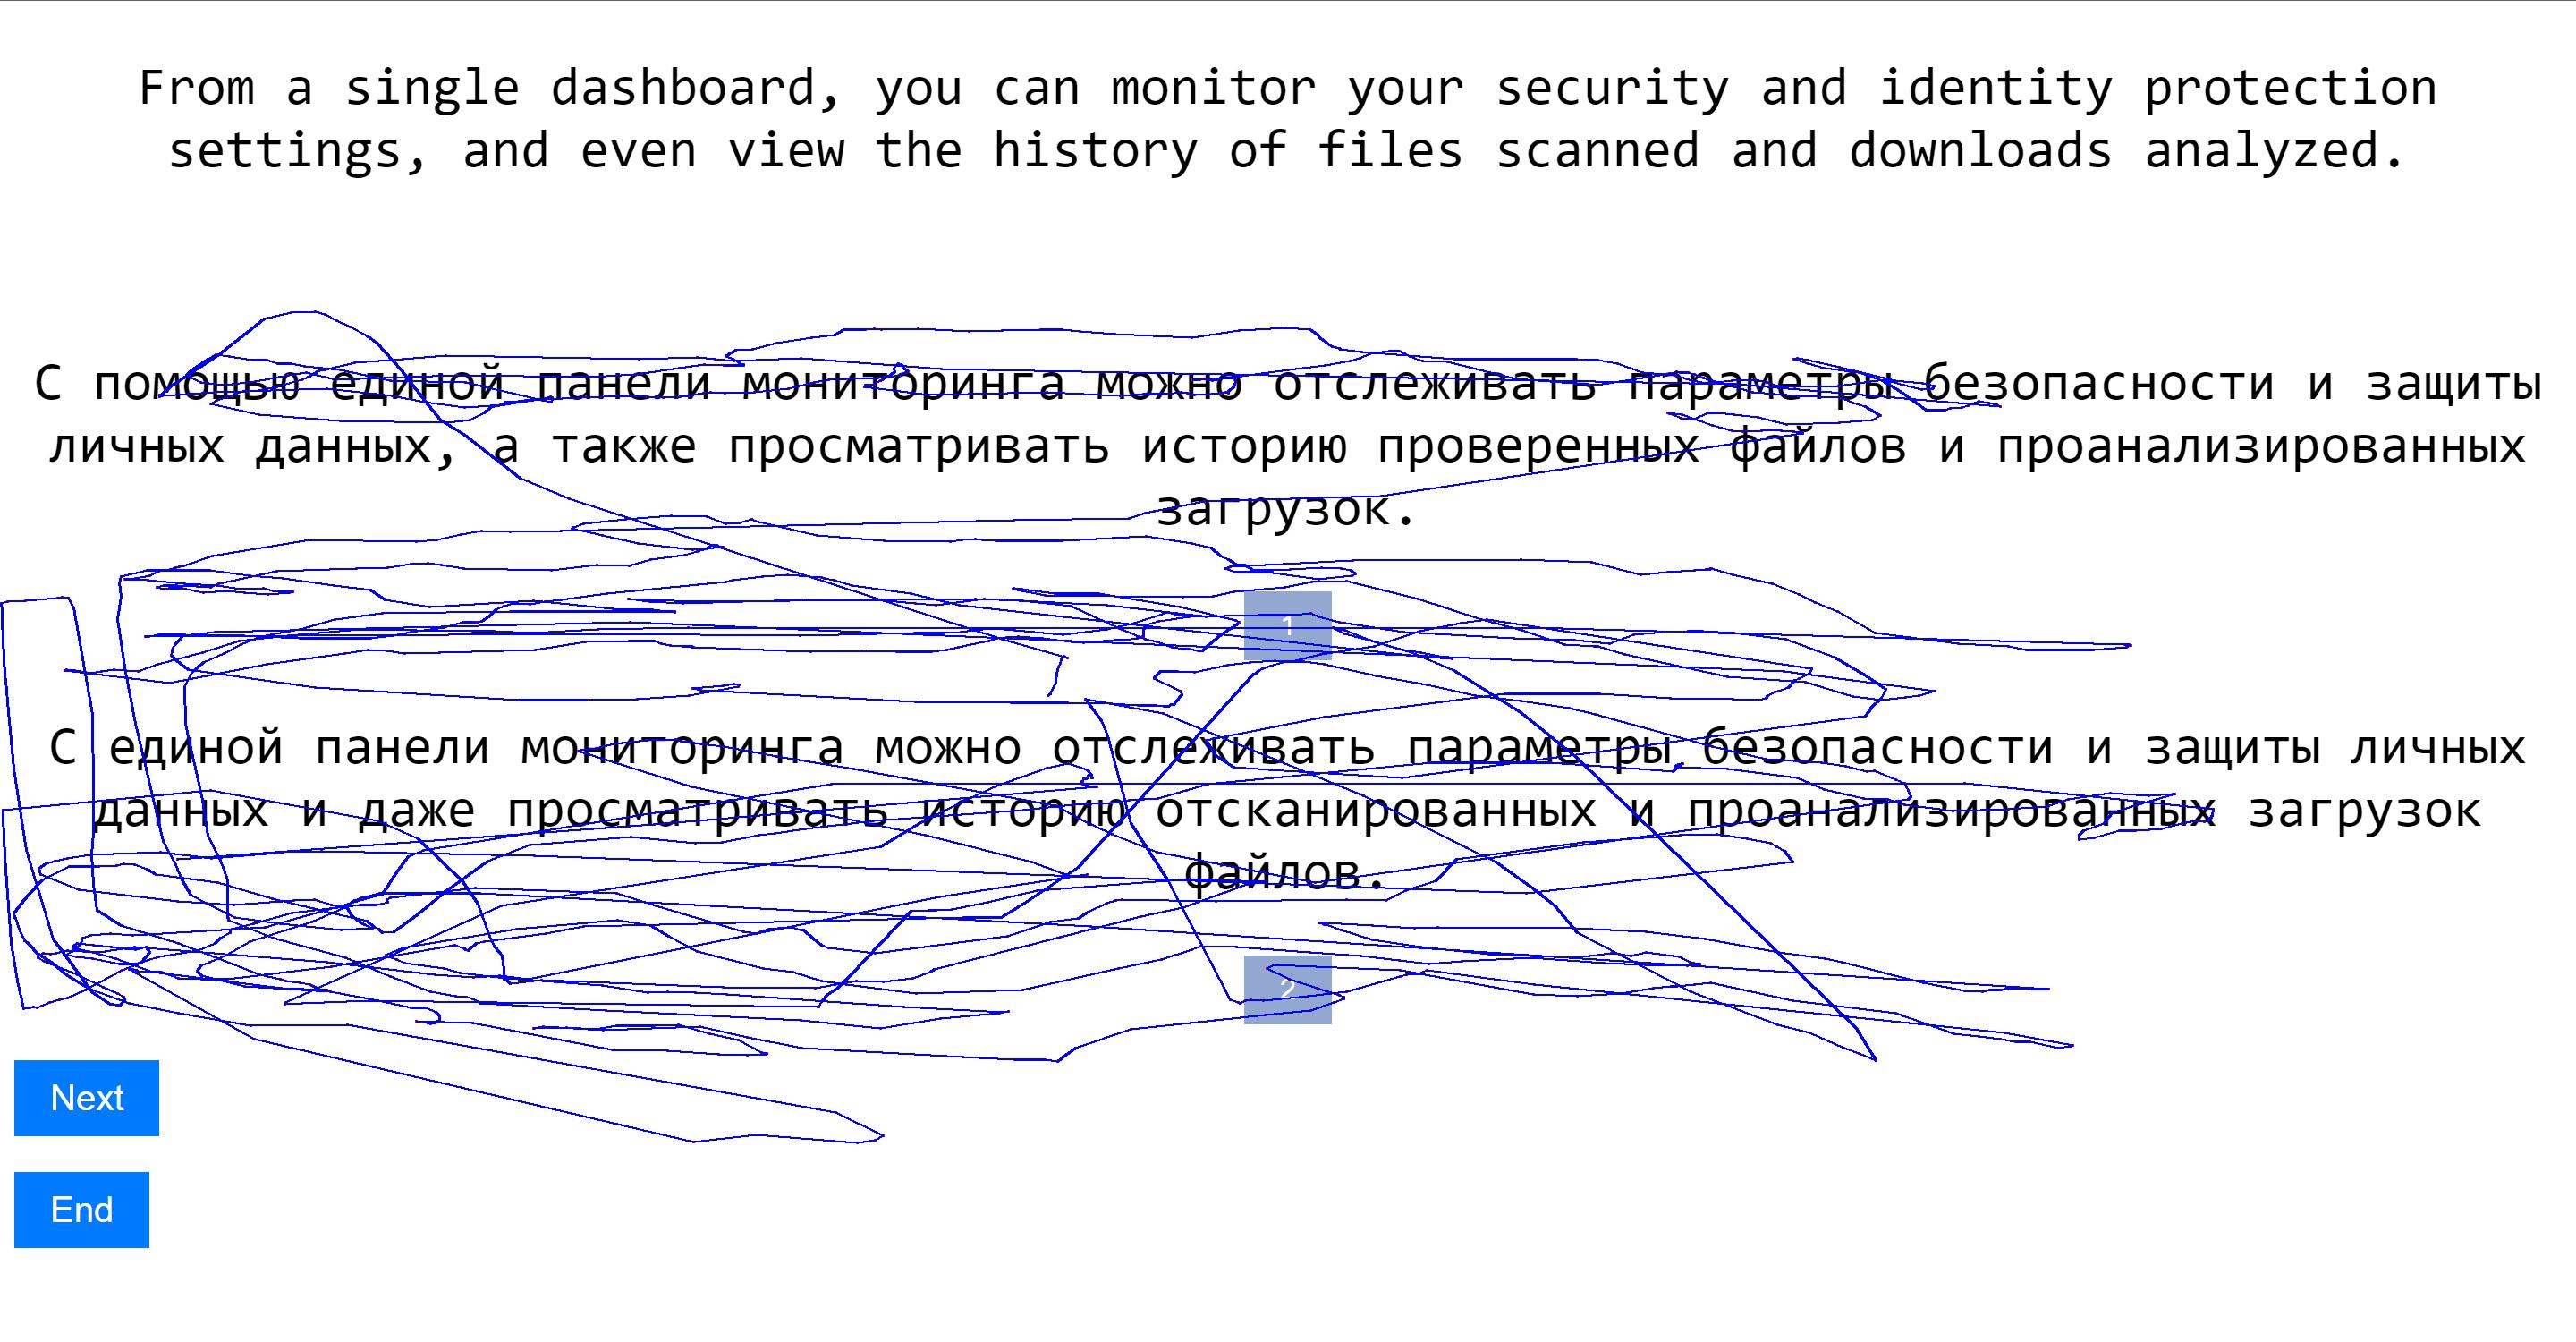 From a single dashboard, you can monitor your security and identity protection
settings, and even view the history of files scanned and downloads analyzed.
С помощью единой панели мониторинга можно отслеживать параметры безопасности и защиты
личных данных, а также просматривать историю проверенных файлов и проанализированных
загрузок.
1
С единой панели мониторинга можно отслеживать параметры безопасности и защиты личных
данных и даже просматривать историю отсканированных и проанализированных загрузок
файлов.
2
Next
End